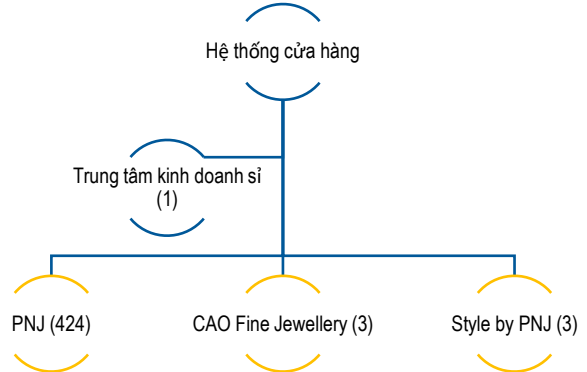 Hệ thống cửa hàng
Trung tâm kinh doanh sỉ
(1)
PNJ (424)
CAO Fine Jewellery (3)
Style by PNJ (3)